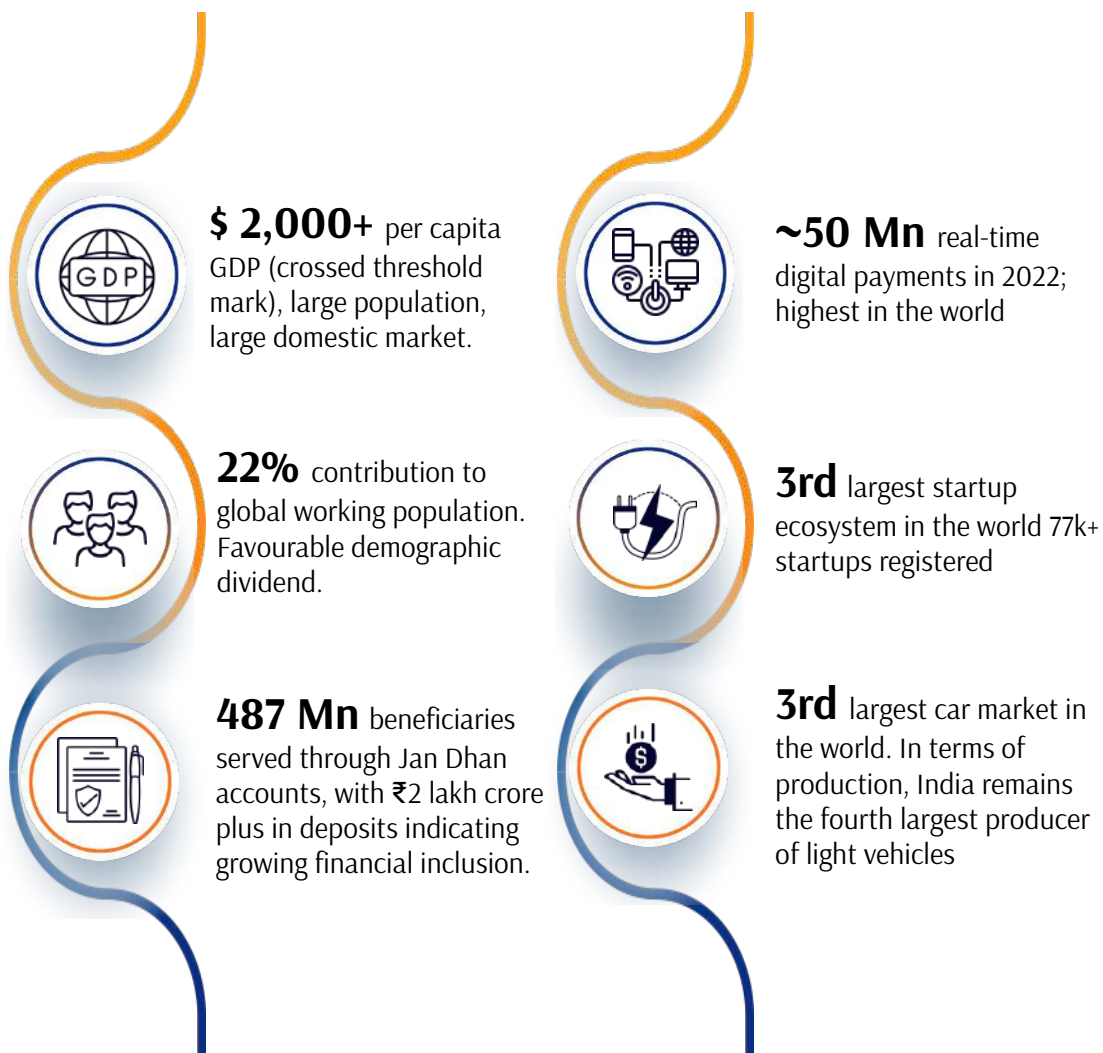 GDP
$ 2,000+ per capita
GDP (crossed threshold
mark), large population,
large domestic market.
22% contribution to
global working population.
Favourable demographic
dividend.
487 Mn beneficiaries
served through Jan Dhan
accounts, with ₹2 lakh crore
plus in deposits indicating
growing financial inclusion.
~50 Mn real-time
digital payments in 2022;
highest in the world
3rd largest startup
ecosystem in the world 77k+
startups registered
$
3rd largest car market in
the world. In terms of
production, India remains
the fourth largest producer
of light vehicles